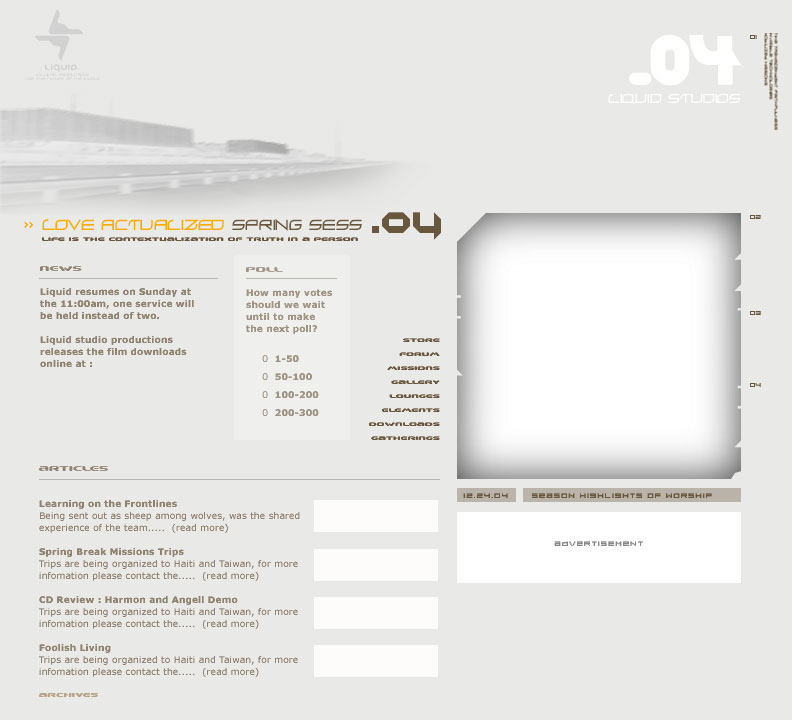 Liquid
.04
LIQUID STUDIOS
01
>> LOVE ACTUALIZED SPRING SESS .04
LIFE IS THE CONTEXTUALIZATION OF TRUTH IN A PERSON
NEWS
Liquid resumes on Sunday at
the 11:00am, one service will
be held instead of two.
Liquid studio productions
releases the film downloads
online at :
POLL
How many votes
should we wait
until to make
the next poll?
0 1-50
0 50-100
0 100-200
0 200-300
STORE
FORUM
MISSIONS
GALLERY
LOUNGES
ELEMENTS
DOWNLOADS
GATHERINGS
02
03
04
12.24.04
SEASON HIGHLIGHTS OF WORSHIP
ADVERTISEMENT
ARTICLES
Learning on the Frontlines
Being sent out as sheep among wolves, was the shared
experience of the team..... (read more)
Spring Break Missions Trips
Trips are being organized to Haiti and Taiwan, for more
infomation please contact the..... (read more)
CD Review : Harmon and Angell Demo
Trips are being organized to Haiti and Taiwan, for more
infomation please contact the..... (read more)
Foolish Living
Trips are being organized to Haiti and Taiwan, for more
infomation please contact the..... (read more)
ARCHIVES